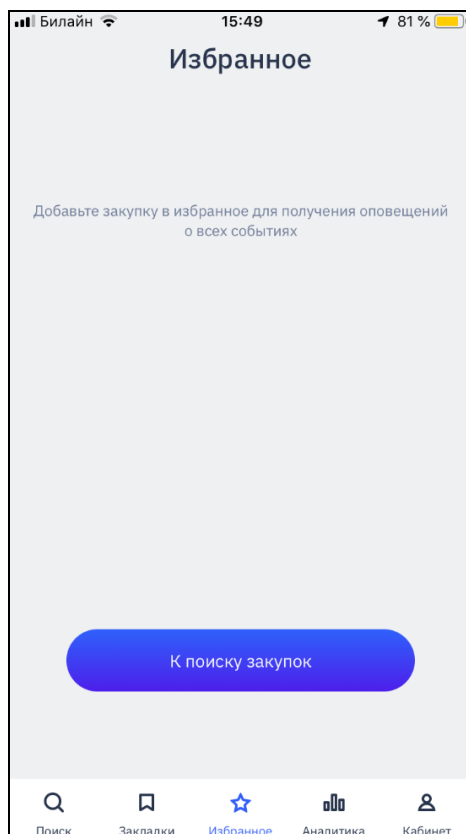 Билайн 15:49 81 %
Избранное
Добавьте закупку в избранное для получения оповещений
о всех событиях
К поиску закупок
Поиск Закладки Избранное Аналитика Кабинет